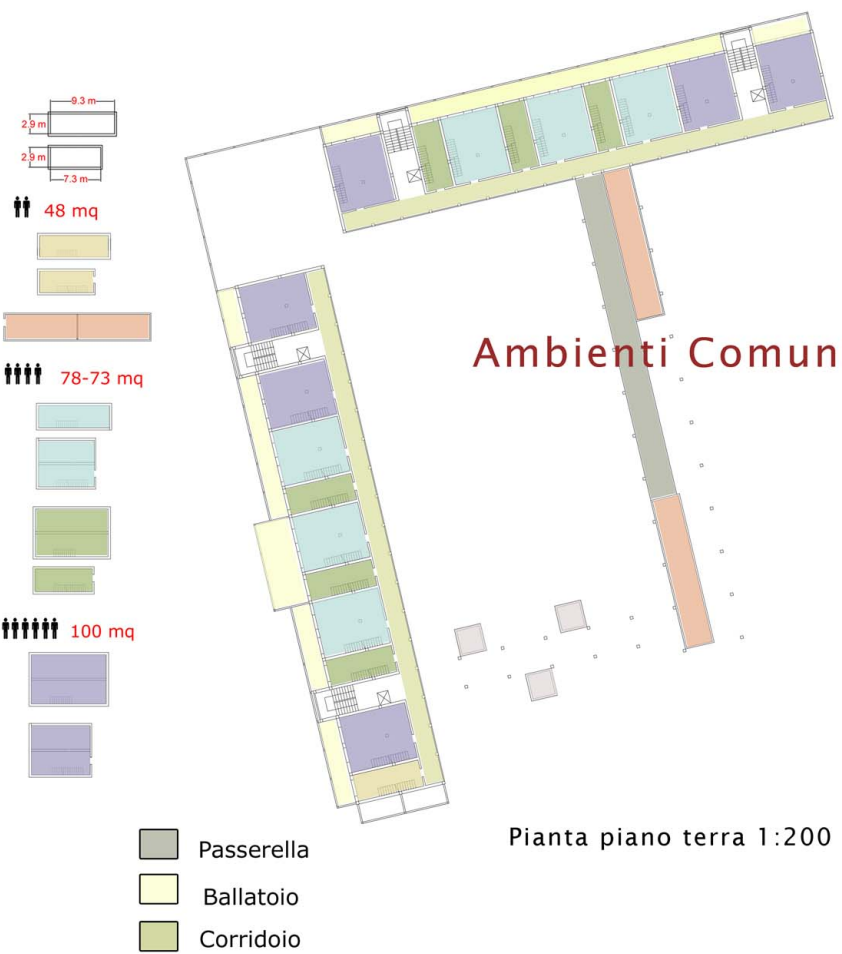 9.3 m
2.9 m
2.9 m
7.3 m
48 mq
Ambienti Comun
78-73 mq
100 mq
Pianta piano terra 1:200
Passerella
Ballatoio
Corridoio